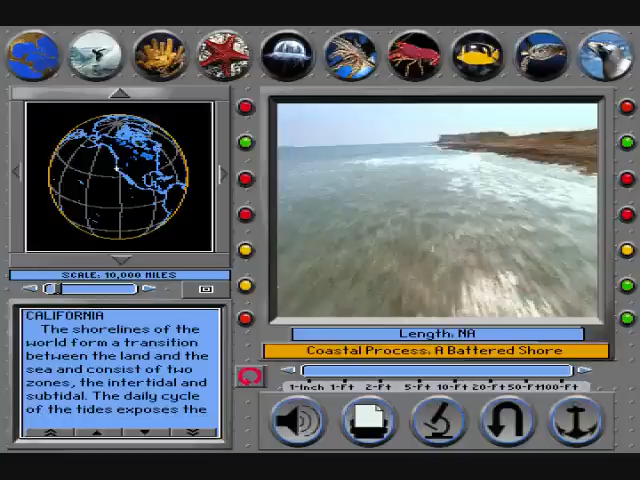 SCALE: 10,000 MILES
CALIFORNIA
The shorelines of the
world form a transition
between the land and the
sea and consist of two
zones, the intertidal and
subtidal. The daily cycle
of the tides exposes the
Length, NA
Coastal Process, A Battered Shore
1-Inch 1-Ft 2-Ft 5-Ft 10-Ft 20-Ft 50-Ft 100-Ft